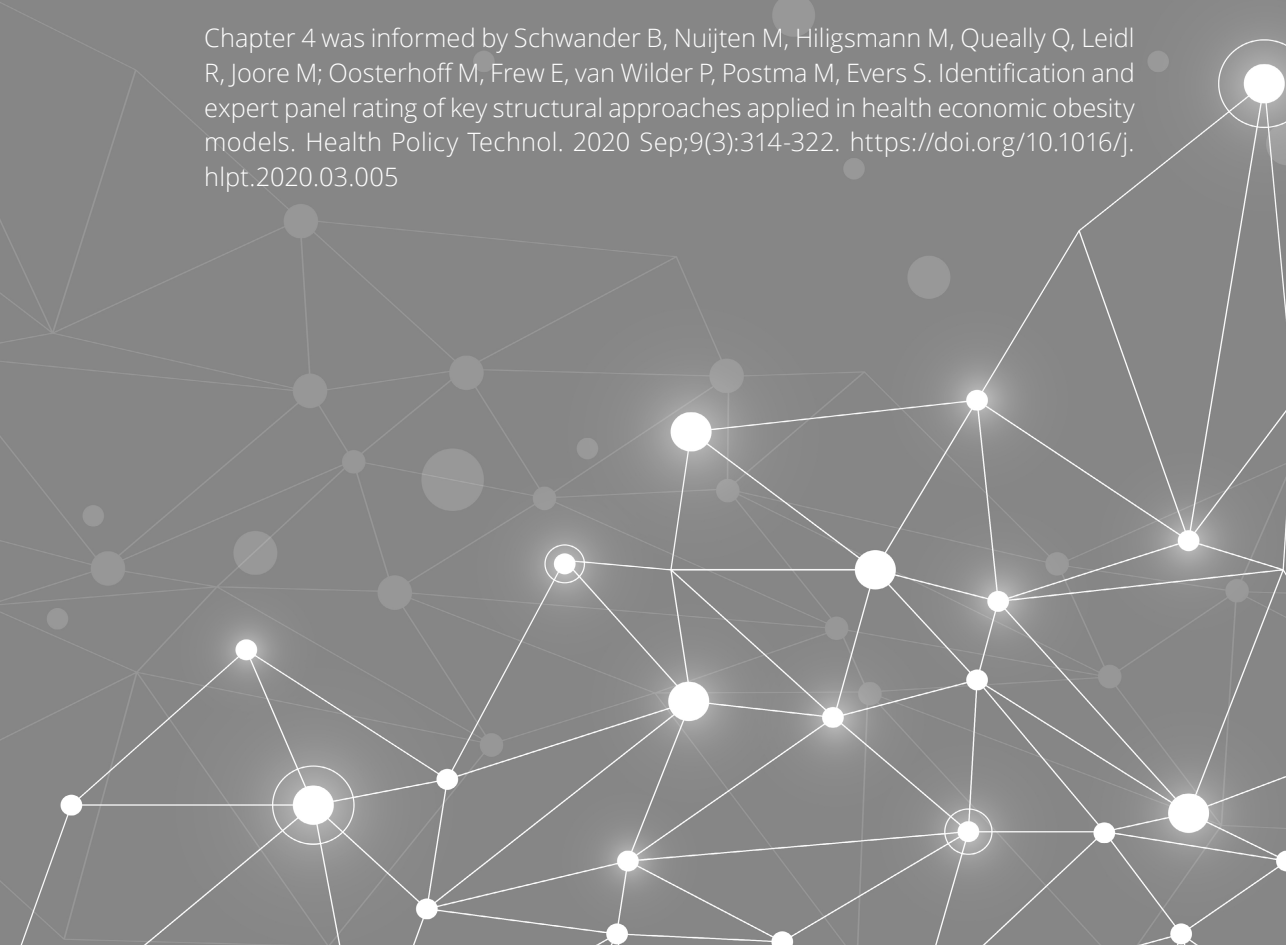 Chapter 4 was informed by Schwander B, Nuijten M, Hiligsmann M, Queally Q, Leidl
R, Joore M; Oosterhoff M, Frew E, van Wilder P, Postma M, Evers S. Identification and
expert panel rating of key structural approaches applied in health economic obesity
models. Health Policy Technol. 2020 Sep;9(3):314-322. https://doi.org/10.1016/j.
hlpt.2020.03.005